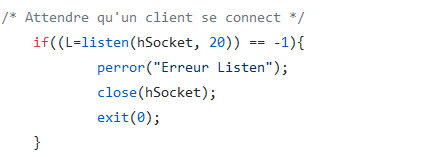 /* Attendre qu'un client se connect */
if((L=listen(hSocket, 20)) == -1){
perror("Erreur Listen");
close(hSocket);
exit(0);
}